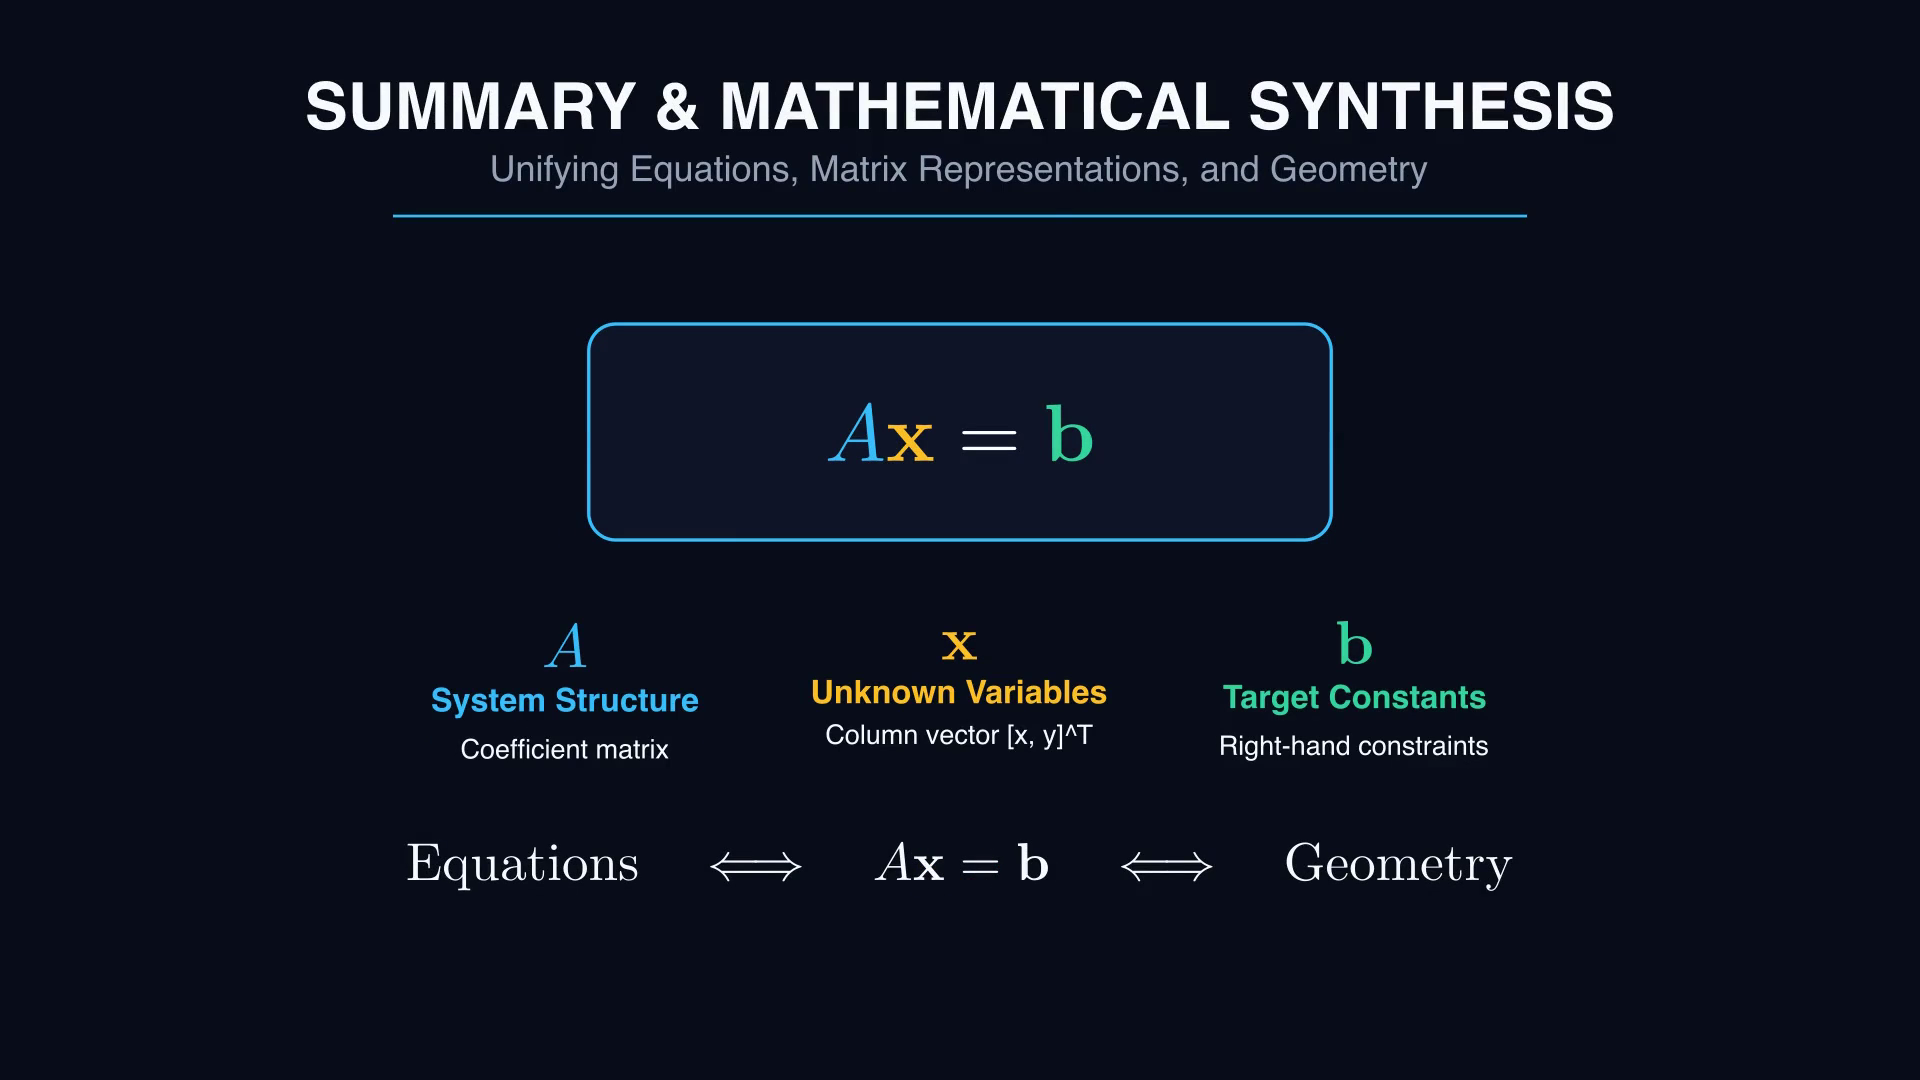 SUMMARY & MATHEMATICAL SYNTHESIS
Unifying Equations, Matrix Representations, and Geometry
Ax = b
A
System Structure
Coefficient matrix
x
Unknown Variables
Column vector [x, y]^T
b
Target Constants
Right-hand constraints
Equations ⟺ Ax = b ⟺ Geometry